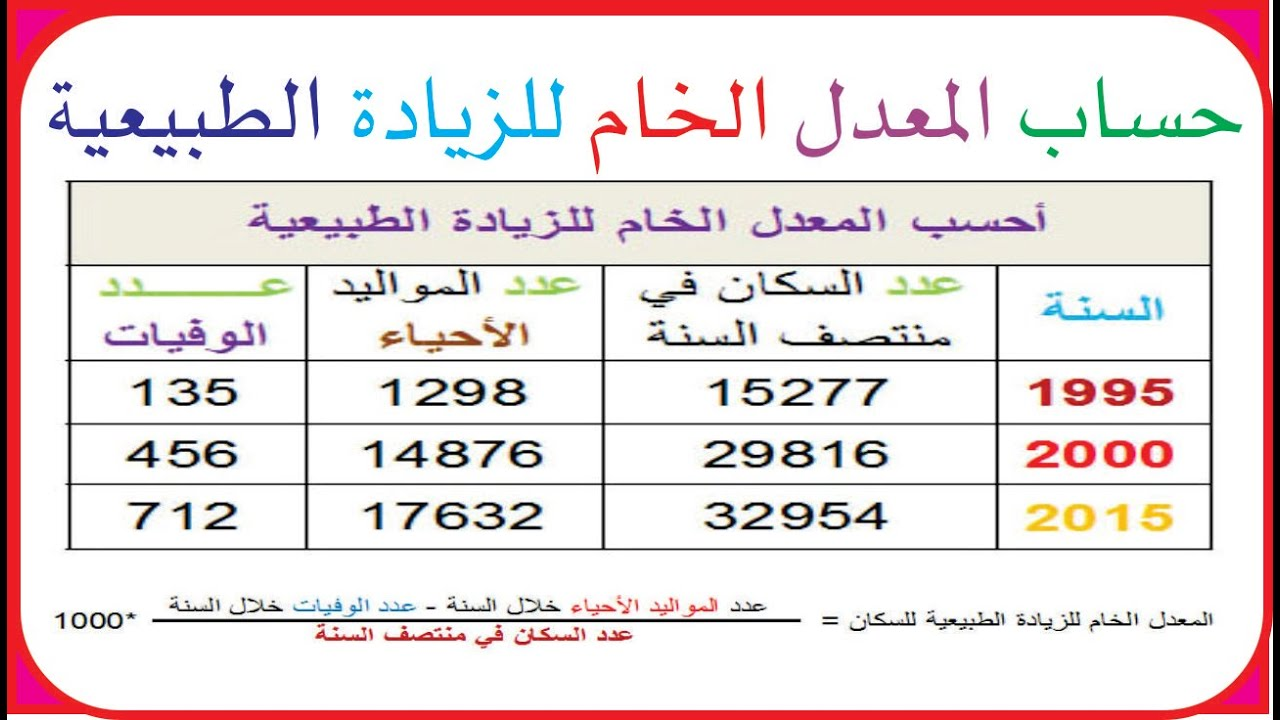 حساب المعدل الخام للزيادة الطبيعية
أحسب المعدل الخام للزيادة الطبيعية
السنة
عدد السكان في
منتصف السنة
عدد المواليد
الأحياء
عـــــدد
الوفيات
1995 15277 1298 135
2000 29816 14876 456
2015 32954 17632 712
عدد المواليد الأحياء خلال السنة - عدد الوفيات خلال السنة
المعدل الخام للزيادة الطبيعية للسكان = *1000
عدد السكان في منتصف السنة